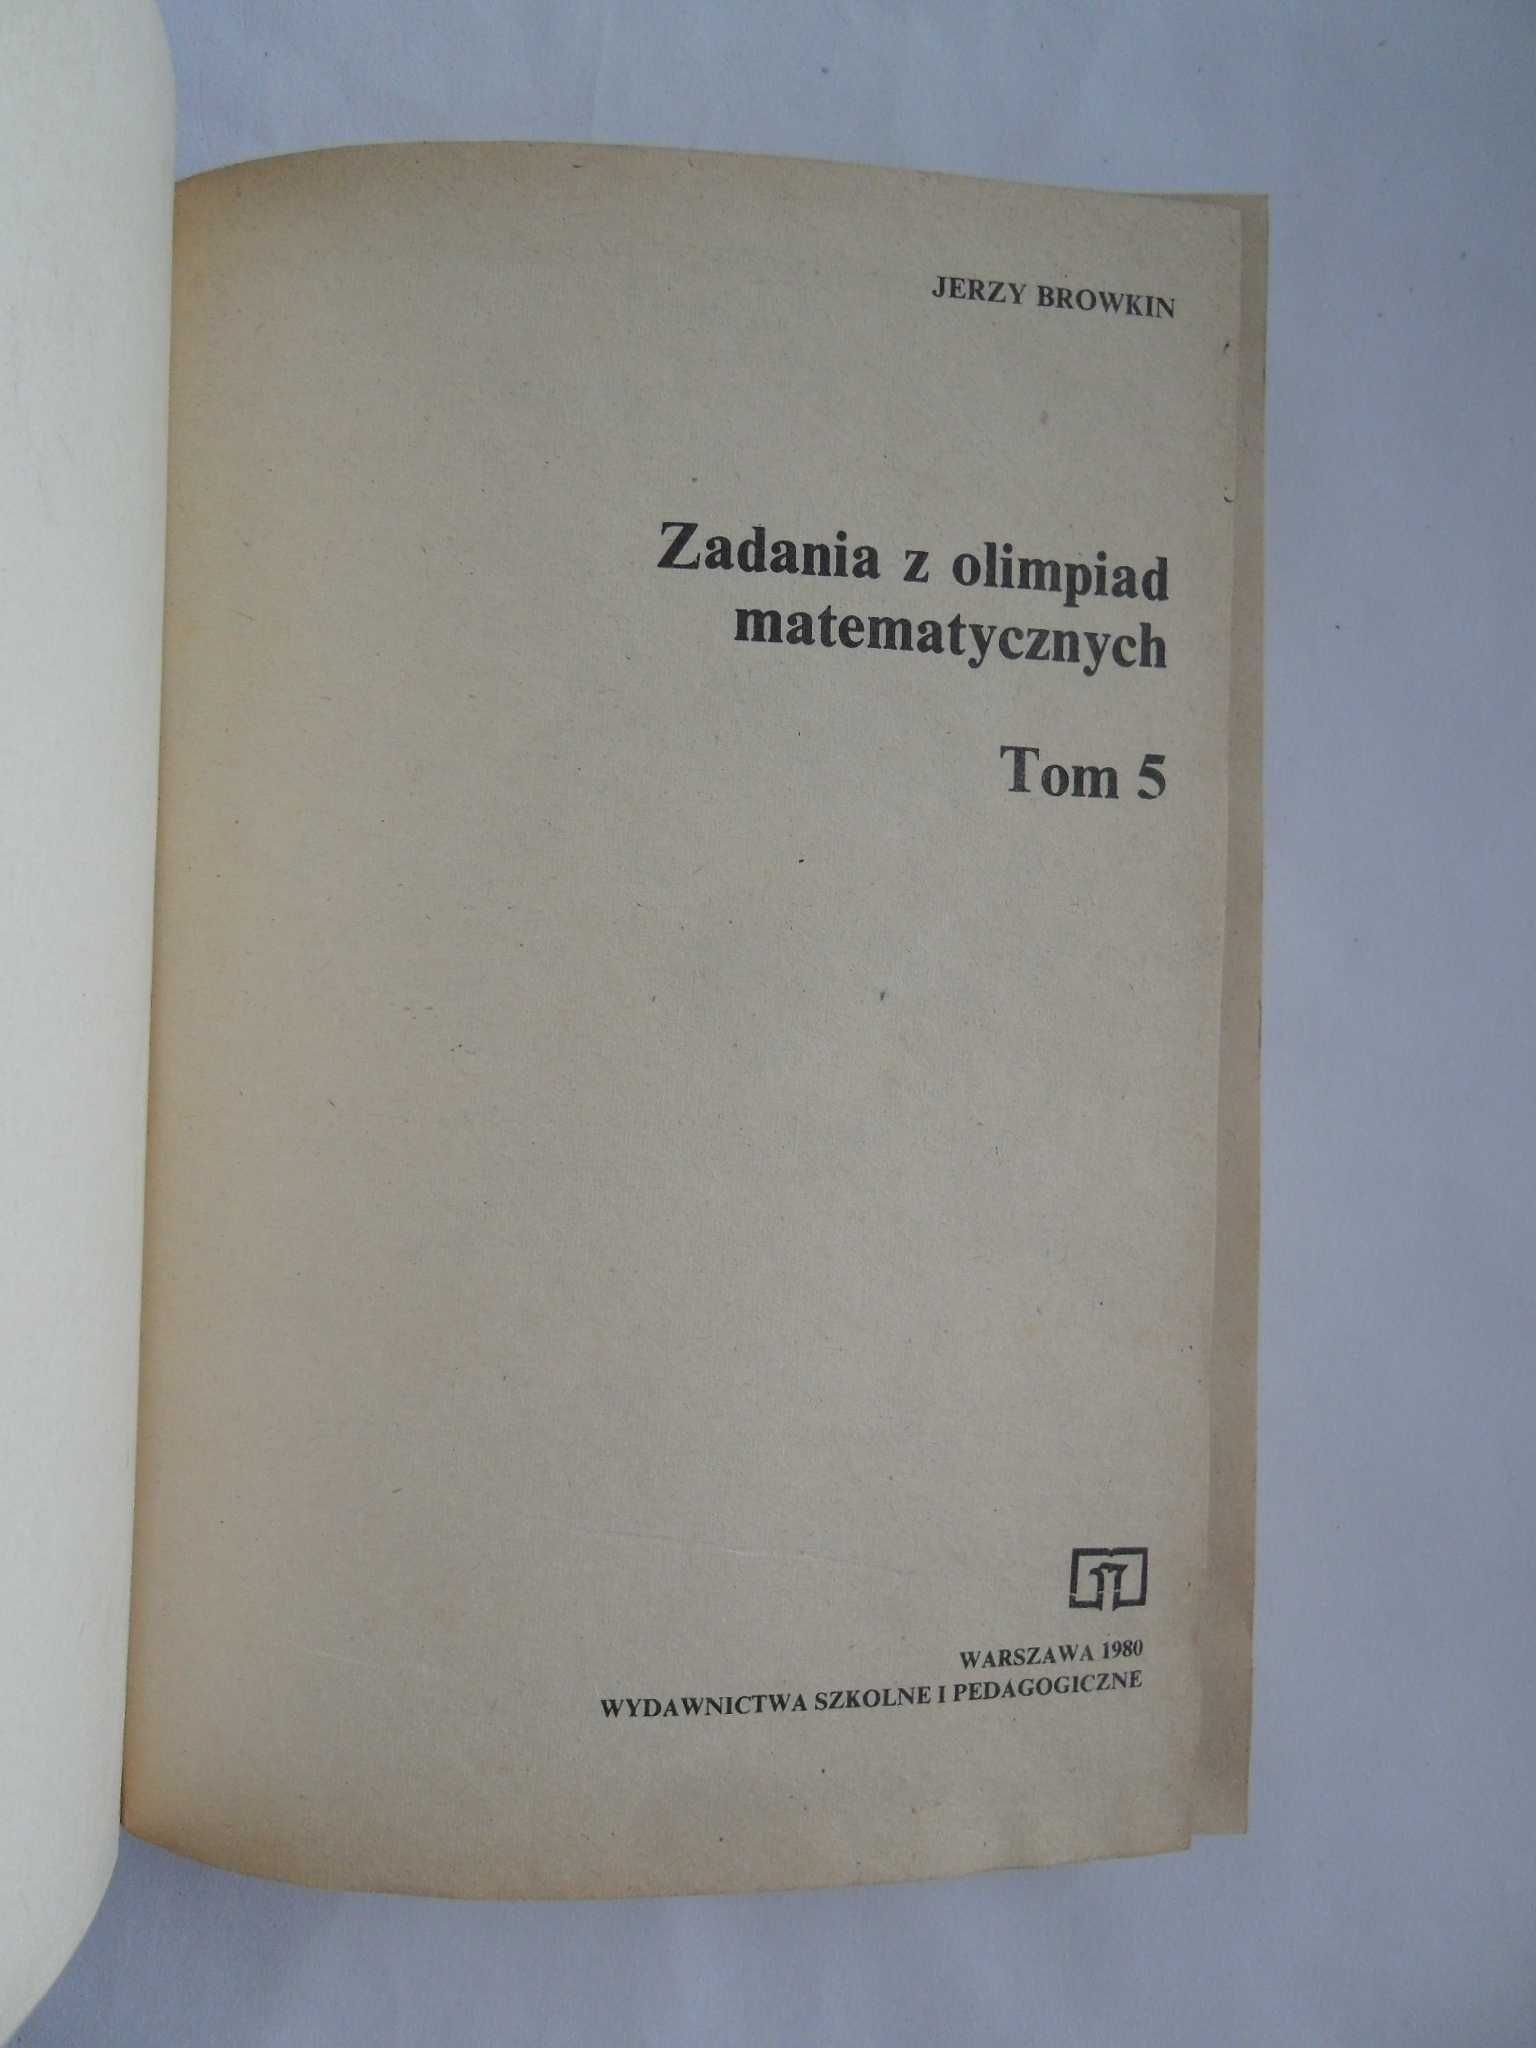 JERZY BROWKIN
Zadania z olimpiad
matematycznych
Tom 5
WARSZAWA 1980
WYDAWNICTWA SZKOLNE I PEDAGOGICZNE